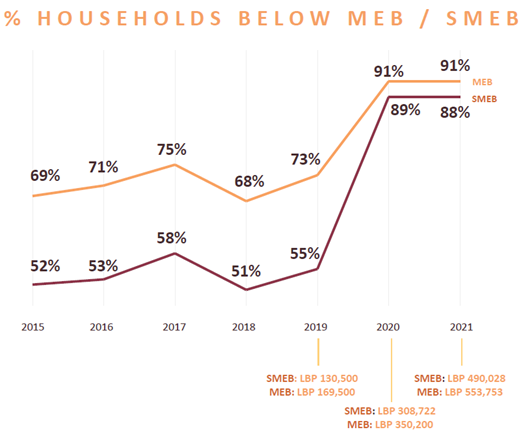 % HOUSEHOLDS BELOW MEB / SMEB
91% 91%
MEB
SMEB
89% 88%
75%
73%
71%
69%
68%
58%
55%
53%
52%
51%
2015 2016 2017 2018 2019 2020 2021
SMEB: LBP 130,500
MEB: LBP 169,500
SMEB: LBP 490,028
MEB: LBP 553,753
SMEB: LBP 308,722
MEB: LBP 350,200